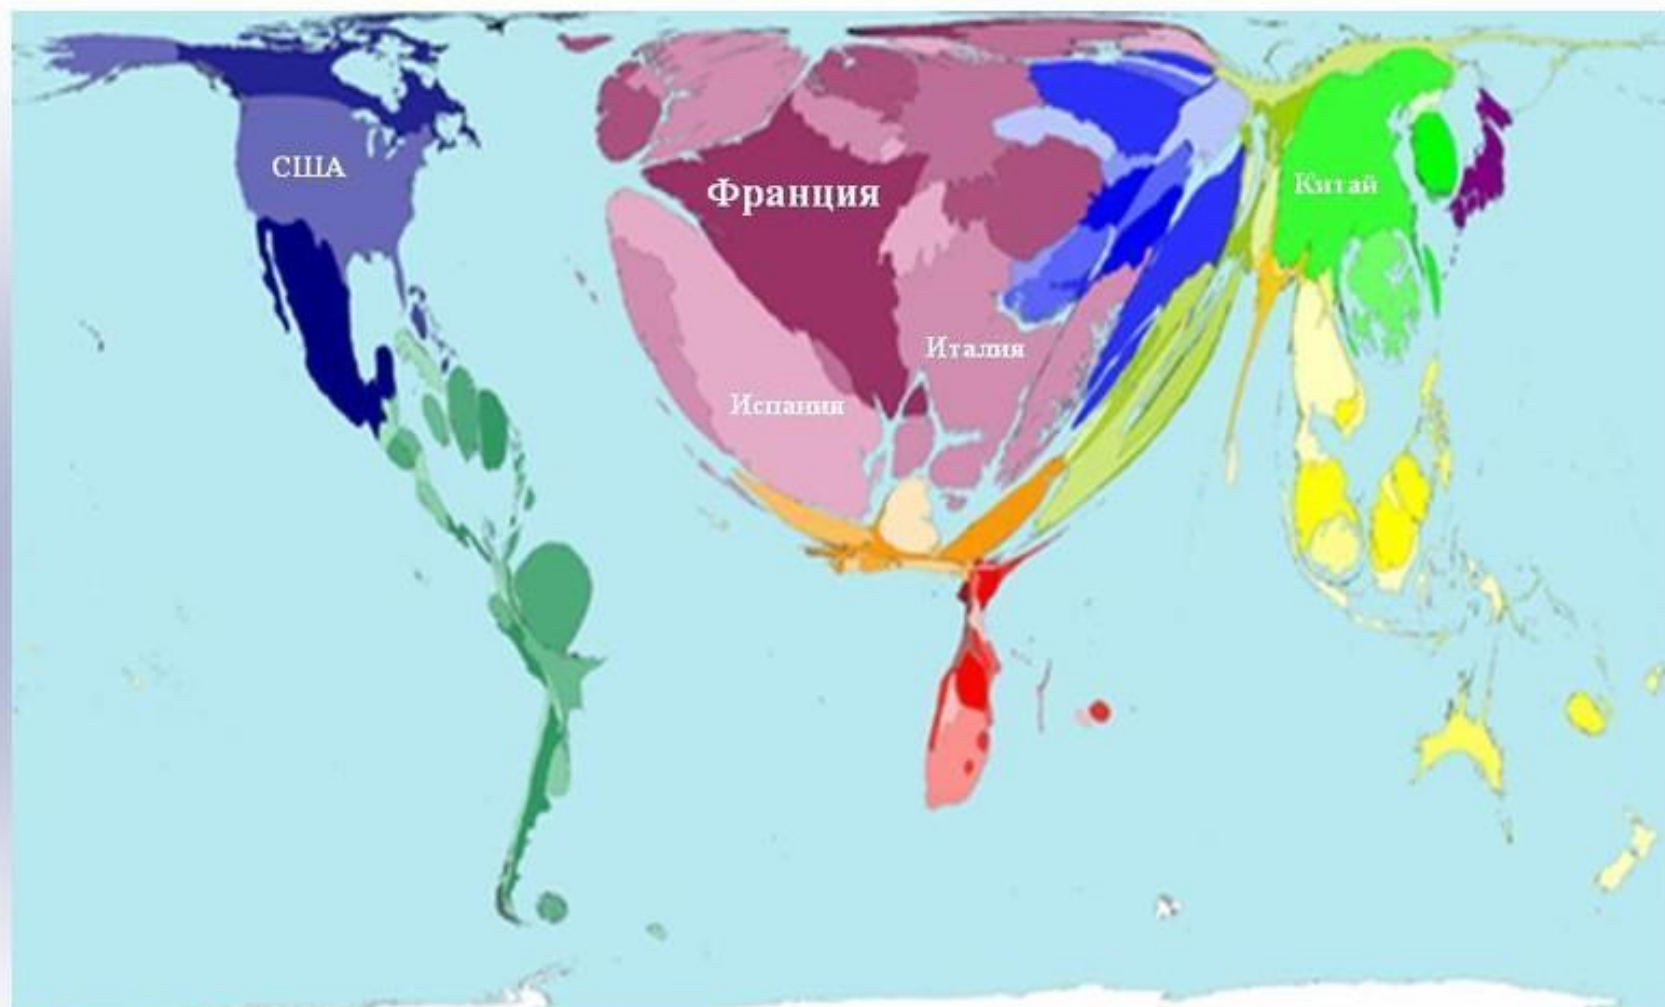 США
Франция
Китай
Италия
Испания